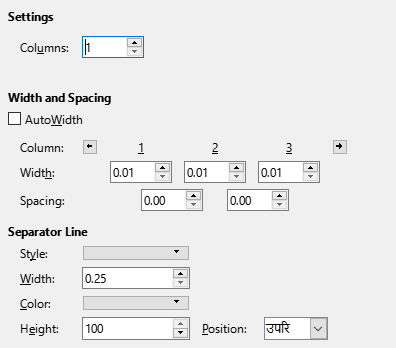 Settings
Columns: 1
Width and Spacing
AutoWidth
Column: 1 2 3
Width: 0.01 0.01 0.01
Spacing: 0.00 0.00
Separator Line
Style:
Width: 0.25
Color:
Height: 100 Position: उपरि